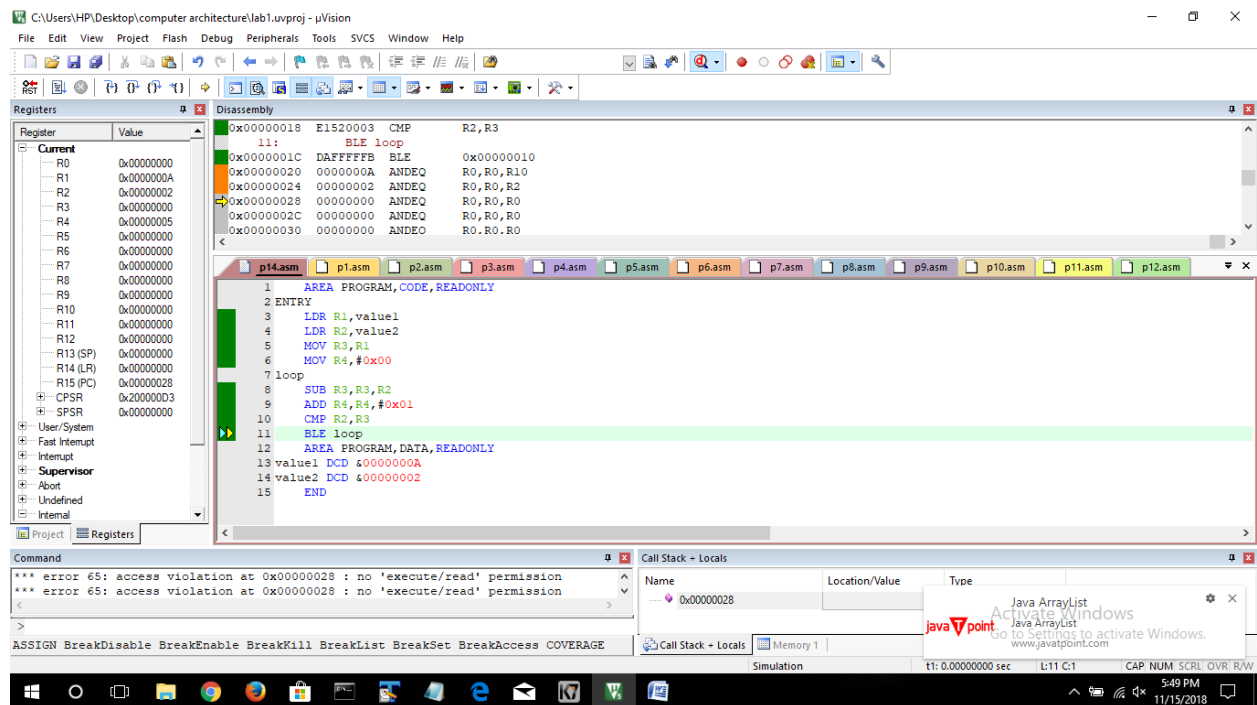 C:\Users\HP\Desktop\computer architecture\lab1.uvproj - µVision
File Edit View Project Flash Debug Peripherals Tools SVCS Window Help
Registers
Register Value
Current
R0 0x00000000
R1 0x0000000A
R2 0x00000002
R3 0x00000000
R4 0x00000005
R5 0x00000000
R6 0x00000000
R7 0x00000000
R8 0x00000000
R9 0x00000000
R10 0x00000000
R11 0x00000000
R12 0x00000000
R13 (SP) 0x00000000
R14 (LR) 0x00000000
R15 (PC) 0x00000028
CPSR 0x200000D3
SPSR 0x00000000
User/System
Fast Interrupt
Interrupt
Supervisor
Abort
Undefined
Internal
Project Registers
Disassembly
0x00000018 E1520003 CMP R2,R3
11: BLE loop
0x0000001C DAFFFFFB BLE 0x00000010
0x00000020 0000000A ANDEQ R0,R0,R10
0x00000024 00000002 ANDEQ R0,R0,R2
0x00000028 00000000 ANDEQ R0,R0,R0
0x0000002C 00000000 ANDEQ R0,R0,R0
0x00000030 00000000 ANDEQ R0,R0,R0
p14.asm p1.asm p2.asm p3.asm p4.asm p5.asm p6.asm p7.asm p8.asm p9.asm p10.asm p11.asm p12.asm
1 AREA PROGRAM,CODE,READONLY
2 ENTRY
3 LDR R1,value1
4 LDR R2,value2
5 MOV R3,R1
6 MOV R4,#0x00
7 loop
8 SUB R3,R3,R2
9 ADD R4,R4,#0x01
10 CMP R2,R3
11 BLE loop
12 AREA PROGRAM,DATA,READONLY
13 value1 DCD &0000000A
14 value2 DCD &00000002
15 END
Command
*** error 65: access violation at 0x00000028 : no 'execute/read' permission
*** error 65: access violation at 0x00000028 : no 'execute/read' permission
>
ASSIGN BreakDisable BreakEnable BreakKill BreakList BreakSet BreakAccess COVERAGE
Call Stack + Locals
Name Location/Value Type
0x00000028
Call Stack + Locals Memory 1
Java ArrayList
Java ArrayList
www.javatpoint.com
java T point
Activate Windows
Go to Settings to activate Windows.
Simulation t1: 0.00000000 sec L:11 C:1 CAP NUM SCRL OVR R/W
5:49 PM
11/15/2018